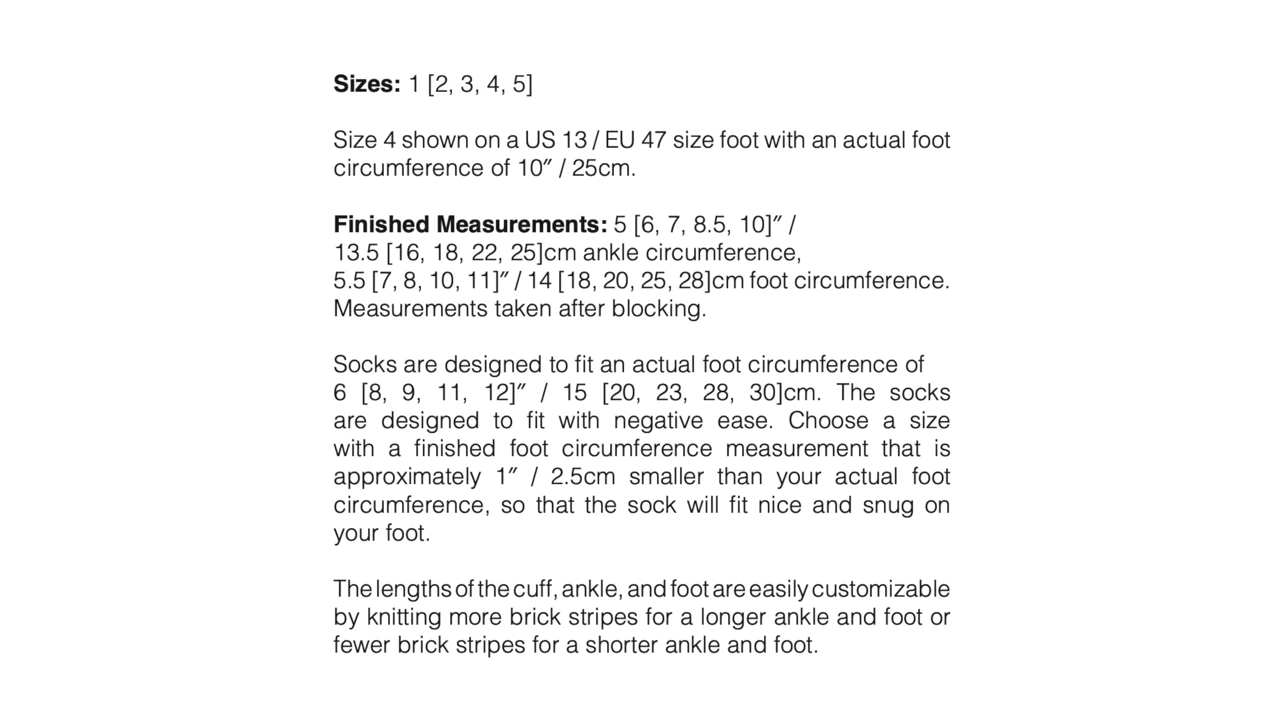 Sizes: 1 [2, 3, 4, 5]
Size 4 shown on a US 13 / EU 47 size foot with an actual foot
circumference of 10″ / 25cm.
Finished Measurements: 5 [6, 7, 8.5, 10]″ /
13.5 [16, 18, 22, 25]cm ankle circumference,
5.5 [7, 8, 10, 11]″ / 14 [18, 20, 25, 28]cm foot circumference.
Measurements taken after blocking.
Socks are designed to fit an actual foot circumference of
6 [8, 9, 11, 12]″ / 15 [20, 23, 28, 30]cm. The socks
are designed to fit with negative ease. Choose a size
with a finished foot circumference measurement that is
approximately 1″ / 2.5cm smaller than your actual foot
circumference, so that the sock will fit nice and snug on
your foot.
The lengths of the cuff, ankle, and foot are easily customizable
by knitting more brick stripes for a longer ankle and foot or
fewer brick stripes for a shorter ankle and foot.